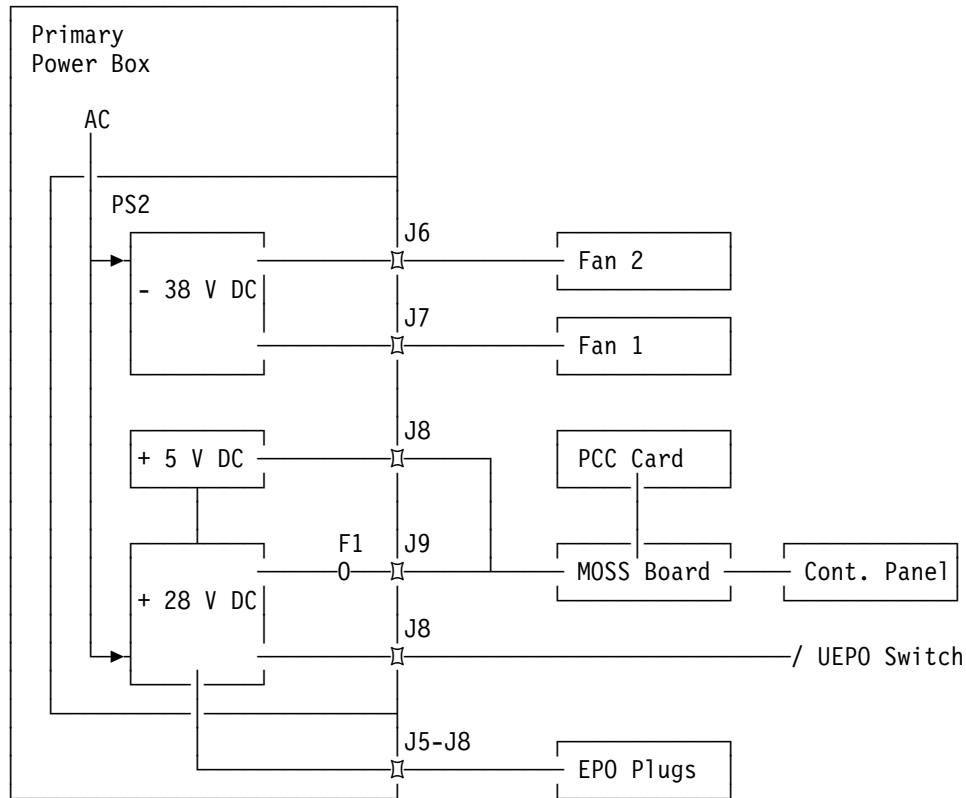 Primary
Power Box
AC
PS2
J6
Fan 2
- 38 V DC
J7
Fan 1
J8
+ 5 V DC
PCC Card
F1
J9
0
MOSS Board
Cont. Panel
+ 28 V DC
J8
/ UEPO Switch
J5-J8
EPO Plugs